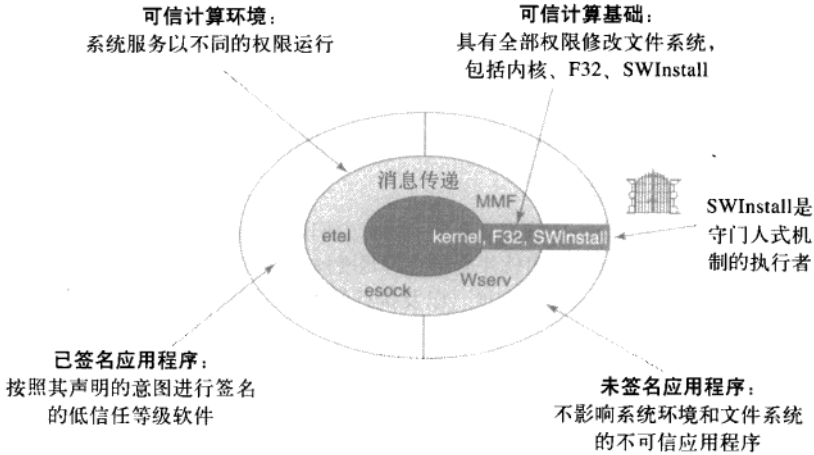 可信计算环境：
系统服务以不同的权限运行
可信计算基础：
具有全部权限修改文件系统，
包括内核、F32、SWInstall
消息传递
MMF
etel
kernel, F32, SWInstall
esock
Wserv
SWInstall是
守门人式机
制的执行者
已签名应用程序：
按照其声明的意图进行签名
的低信任等级软件
未签名应用程序：
不影响系统环境和文件系统
的不可信应用程序